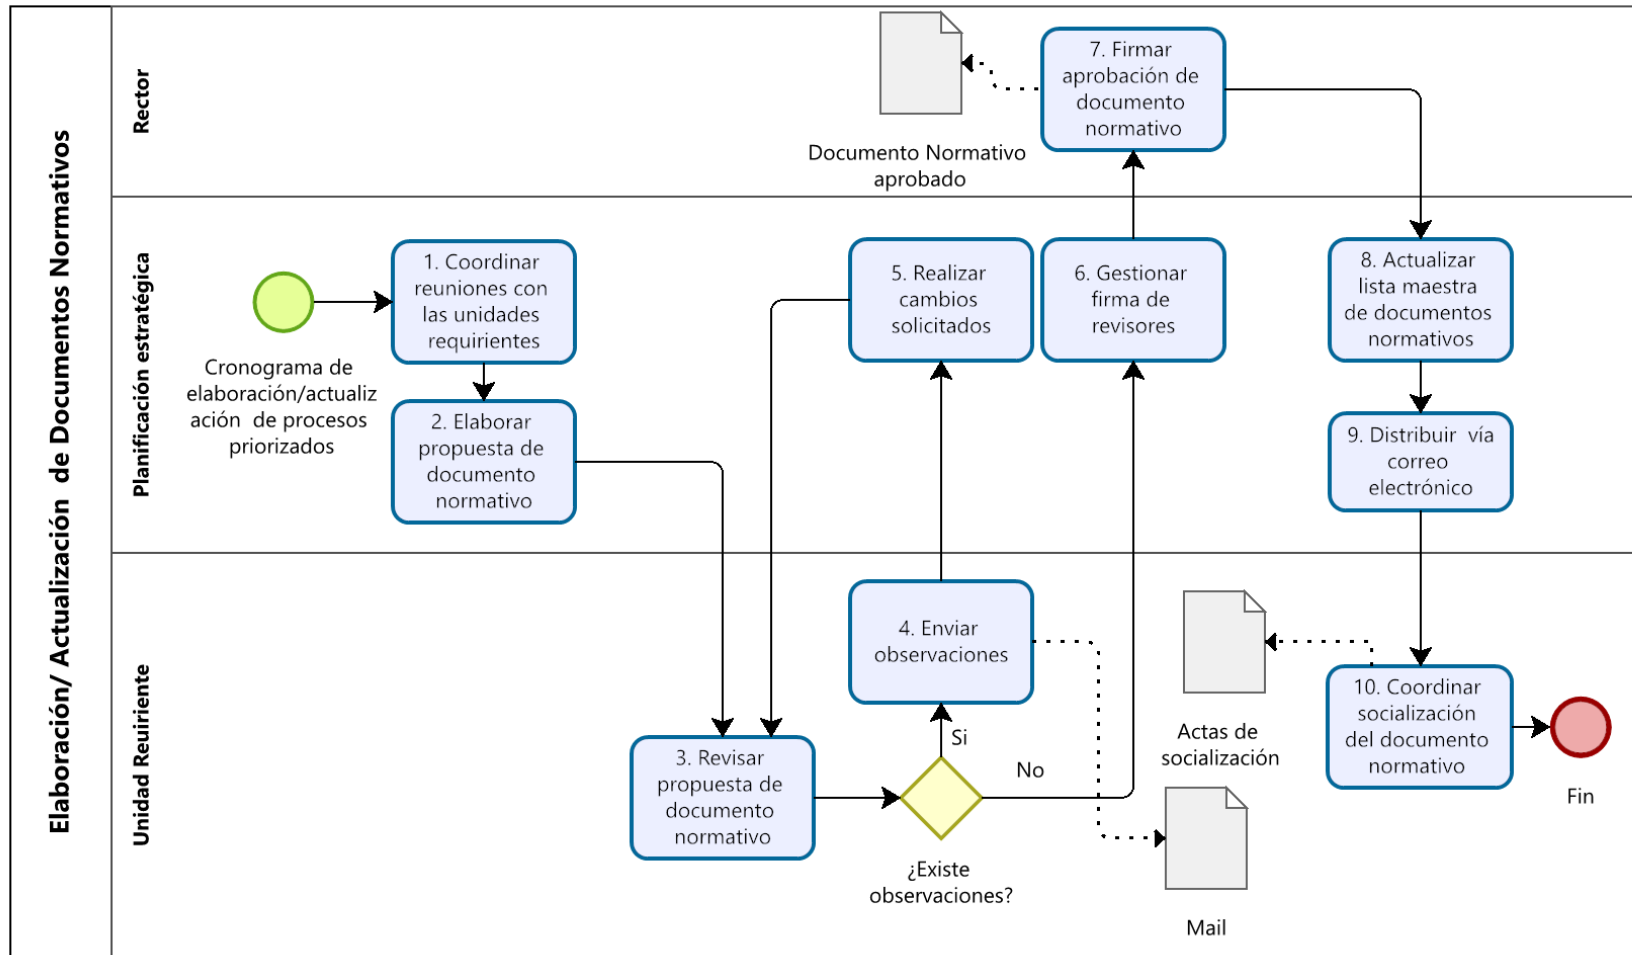 Elaboración/ Actualización de Documentos Normativos
Rector
Documento Normativo
aprobado
7. Firmar
aprobación de
documento
normativo
Planificación estratégica
Cronograma de
elaboración/actualiz
ación de procesos
priorizados
1. Coordinar
reuniones con
las unidades
requirientes
2. Elaborar
propuesta de
documento
normativo
5. Realizar
cambios
solicitados
6. Gestionar
firma de
revisores
8. Actualizar
lista maestra
de documentos
normativos
9. Distribuir vía
correo
electrónico
Unidad Reuiriente
3. Revisar
propuesta de
documento
normativo
4. Enviar
observaciones
Si
No
¿Existe
observaciones?
Actas de
socialización
Mail
10. Coordinar
socialización
del documento
normativo
Fin